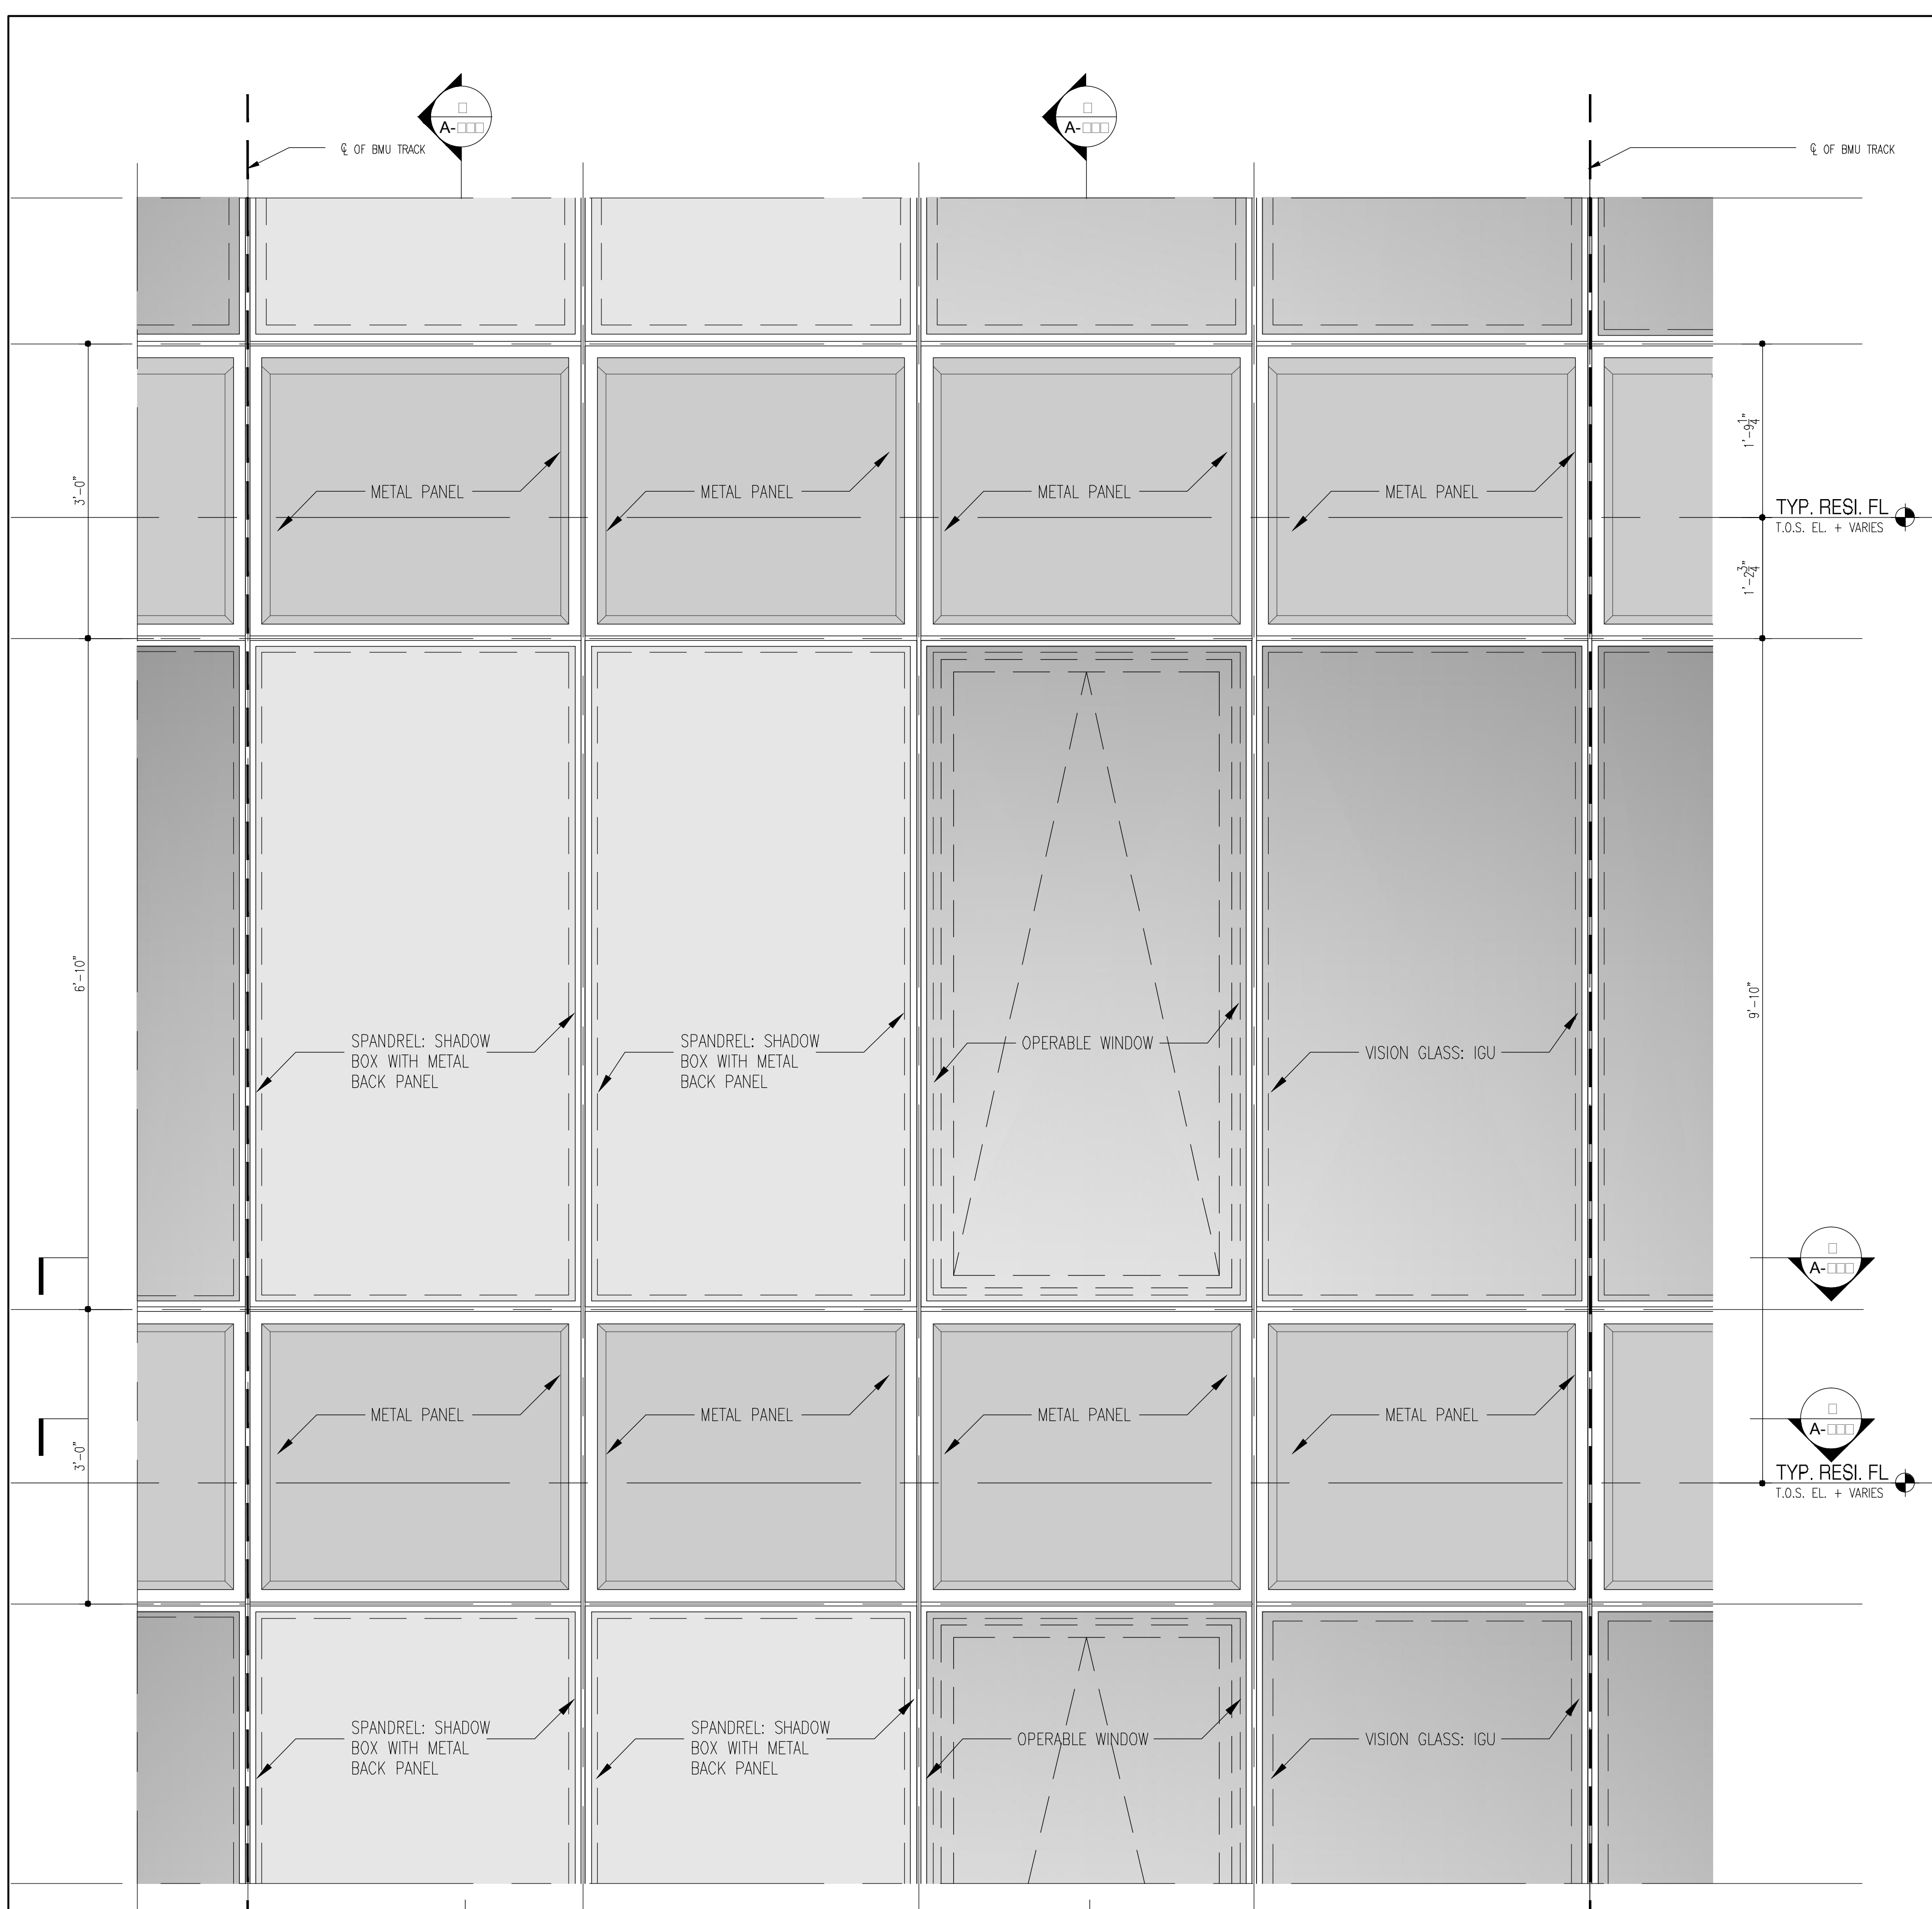 A-□□□
A-□□□
℄ OF BMU TRACK
℄ OF BMU TRACK
3'-0"
1'-9 1/4"
METAL PANEL
METAL PANEL
METAL PANEL
METAL PANEL
TYP. RESI. FL
T.O.S. EL. + VARIES
1'-2 3/4"
6'-10"
9'-10"
SPANDREL: SHADOW
BOX WITH METAL
BACK PANEL
SPANDREL: SHADOW
BOX WITH METAL
BACK PANEL
OPERABLE WINDOW
VISION GLASS: IGU
A-□□□
3'-0"
METAL PANEL
METAL PANEL
METAL PANEL
METAL PANEL
A-□□□
TYP. RESI. FL
T.O.S. EL. + VARIES
SPANDREL: SHADOW
BOX WITH METAL
BACK PANEL
SPANDREL: SHADOW
BOX WITH METAL
BACK PANEL
OPERABLE WINDOW
VISION GLASS: IGU